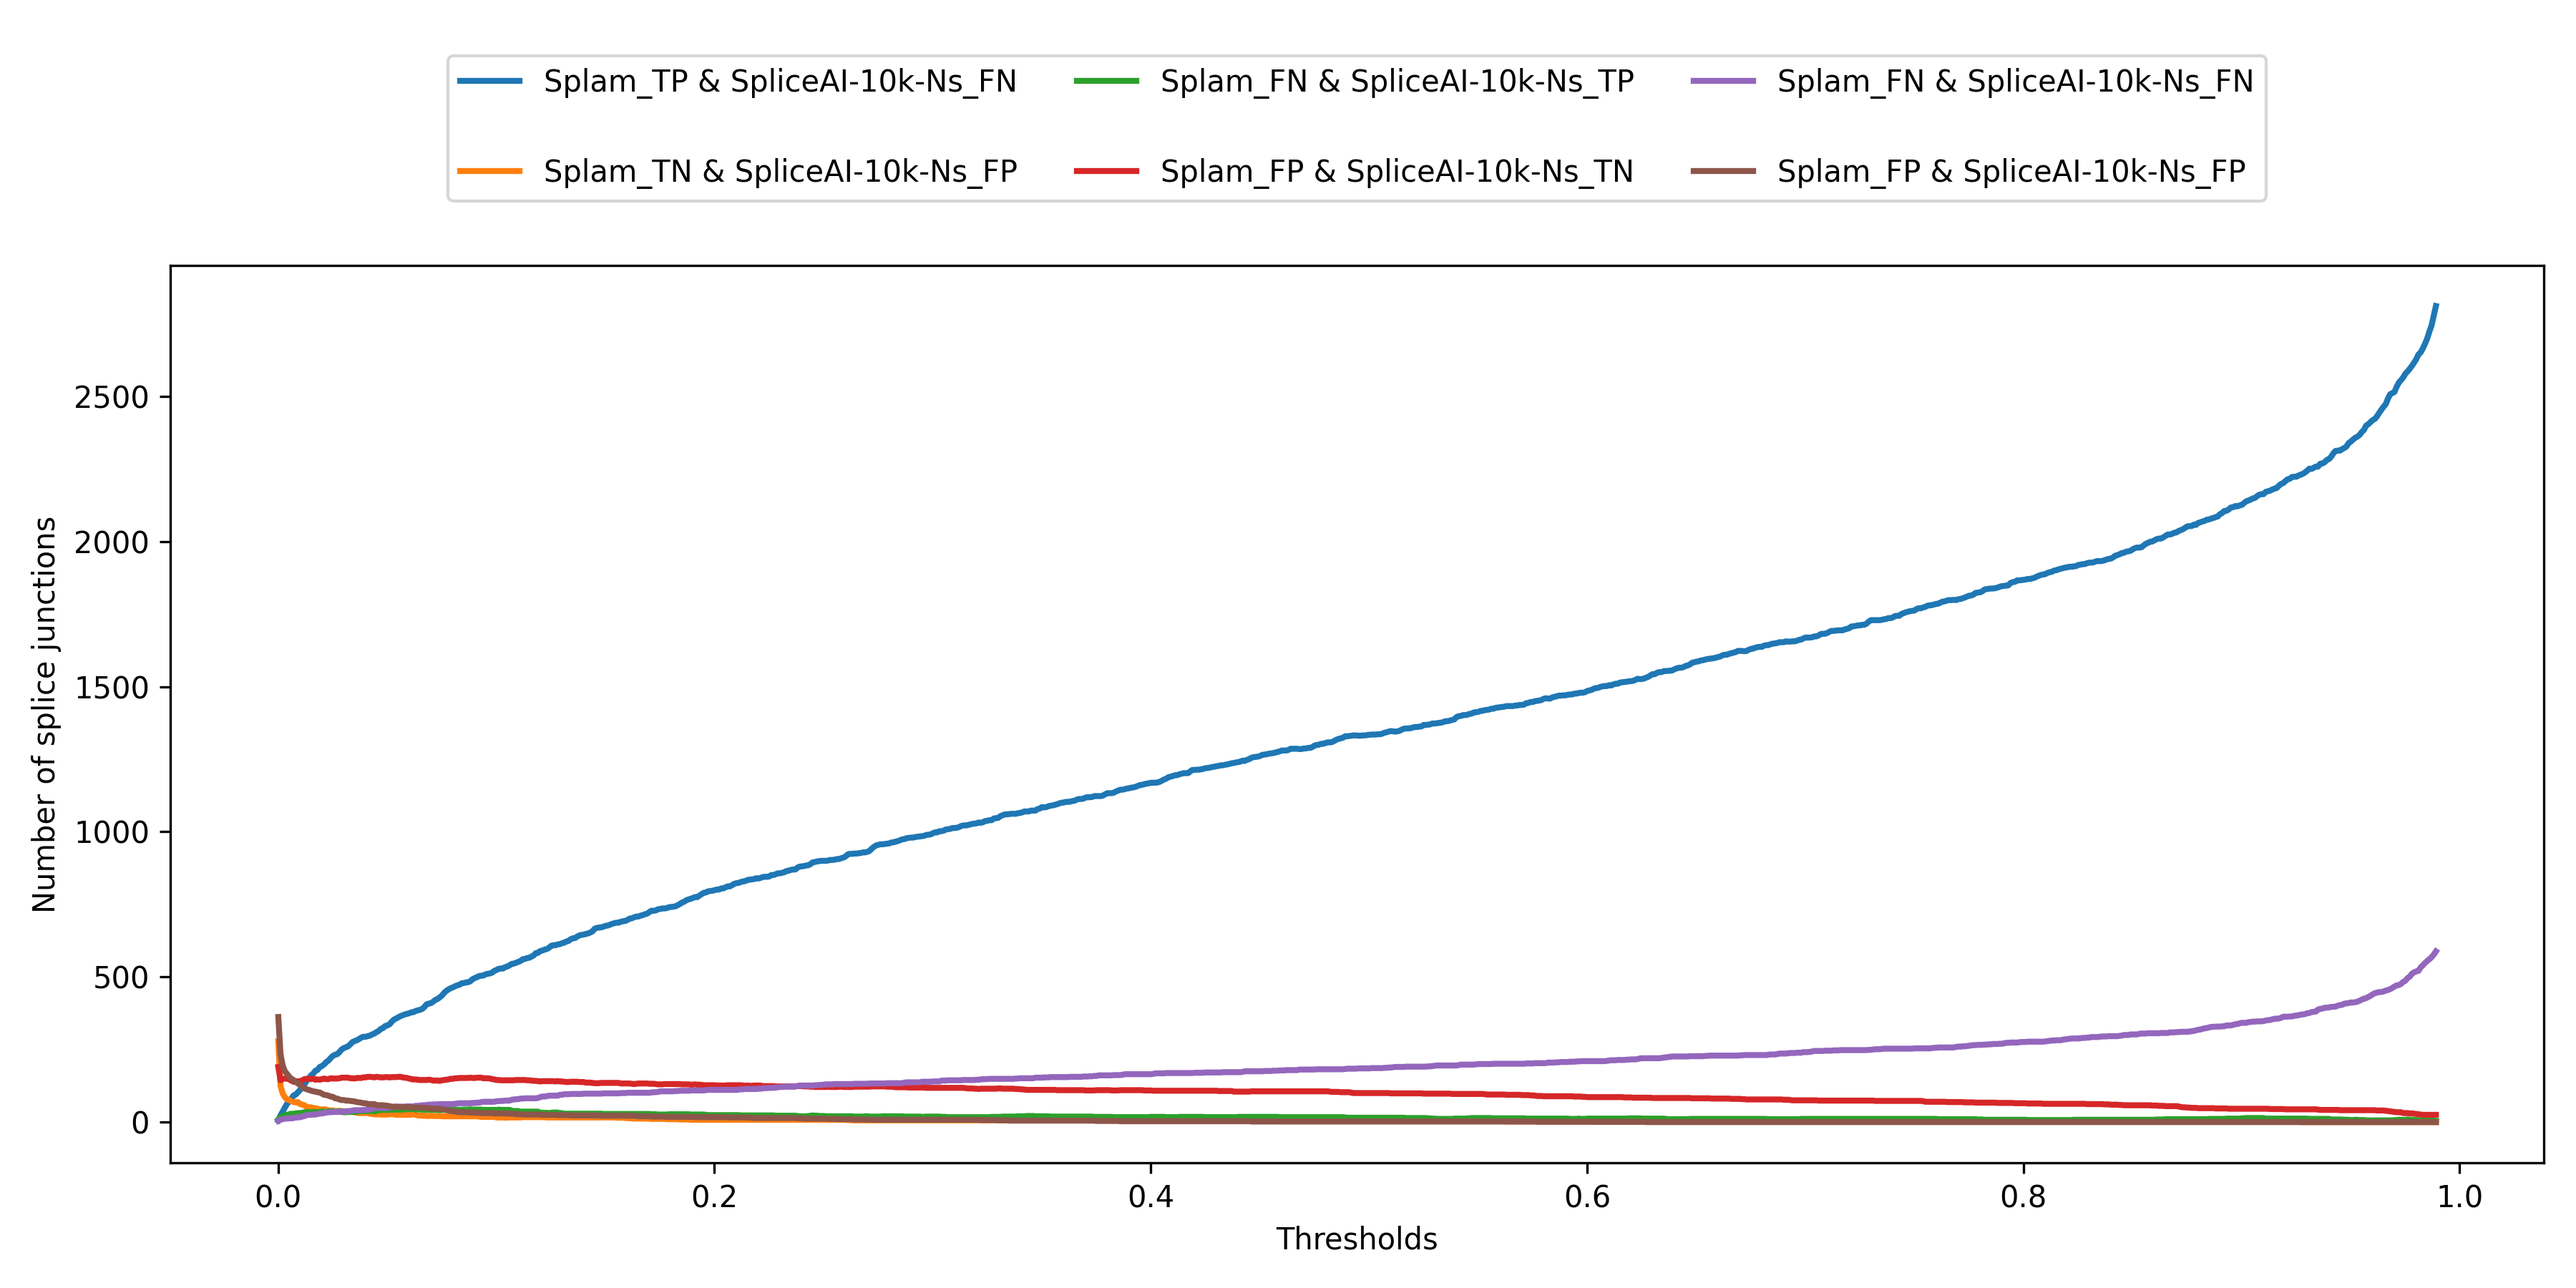 Splam_TP & SpliceAI-10k-Ns_FN Splam_FN & SpliceAI-10k-Ns_TP Splam_FN & SpliceAI-10k-Ns_FN
Splam_TN & SpliceAI-10k-Ns_FP Splam_FP & SpliceAI-10k-Ns_TN Splam_FP & SpliceAI-10k-Ns_FP
Number of splice junctions
2500
2000
1500
1000
500
0
0.0 0.2 0.4 0.6 0.8 1.0
Thresholds